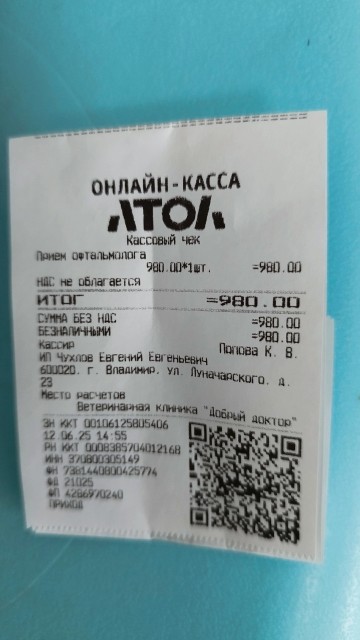 ОНЛАЙН-КАССА
АТОЛ
Кассовый чек
Прием офтальмолога
980.00*1шт. =980.00
НДС не облагается
ИТОГ =980.00
СУММА БЕЗ НДС =980.00
БЕЗНАЛИЧНЫМИ =980.00
Кассир Попова К. В.
ИП Чухлов Евгений Евгеньевич
600020, г. Владимир, ул. Луначарского, д.
23
Место расчетов
Ветеринарная клиника "Добрый доктор"
ЗН ККТ 00106125805406
12.06.25 14:55
РН ККТ 0008385704012168
ИНН 370800305149
ФН 7381440800425774
ФД 21025
ФП 4286970240
ПРИХОД